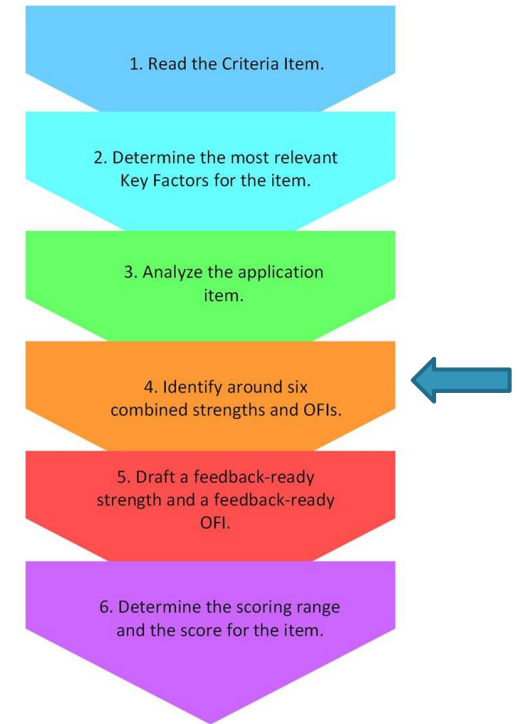 1. Read the Criteria Item.
2. Determine the most relevant
Key Factors for the item.
3. Analyze the application
item.
4. Identify around six
combined strengths and OFIs.
5. Draft a feedback-ready
strength and a feedback-ready
OFI.
6. Determine the scoring range
and the score for the item.